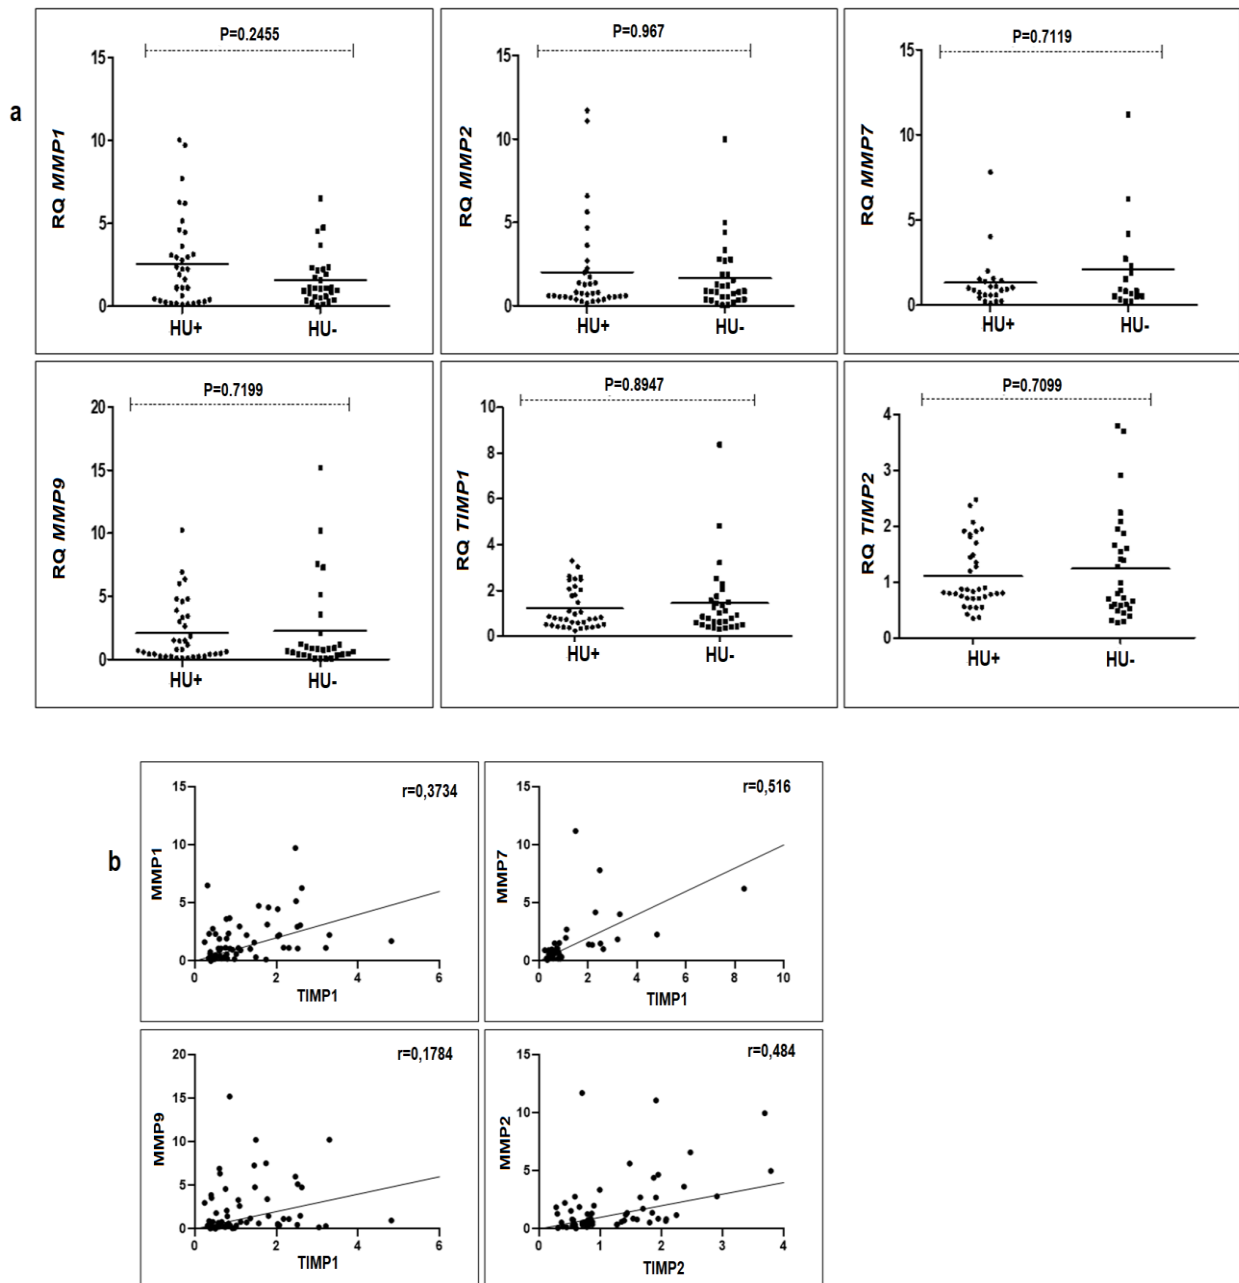 a
P=0.2455
RQ MMP1
15
10
5
0
HU+ HU-
P=0.967
RQ MMP2
15
10
5
0
HU+ HU-
P=0.7119
RQ MMP7
15
10
5
0
HU+ HU-
P=0.7199
RQ MMP9
20
15
10
5
0
HU+ HU-
P=0.8947
RQ TIMP1
10
8
6
4
2
0
HU+ HU-
P=0.7099
RQ TIMP2
4
3
2
1
0
HU+ HU-
b
r=0,3734
MMP1
15
10
5
0
0 2 4 6
TIMP1
r=0,516
MMP7
15
10
5
0
0 2 4 6 8 10
TIMP1
r=0,1784
MMP9
20
15
10
5
0
0 2 4 6
TIMP1
r=0,484
MMP2
15
10
5
0
0 1 2 3 4
TIMP2